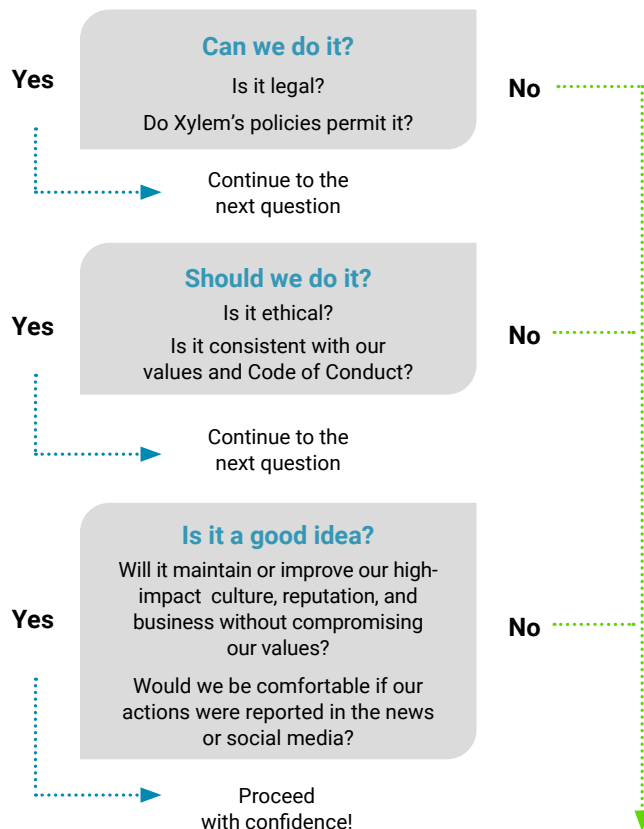 Can we do it?
Yes
Is it legal?
No
Do Xylem's policies permit it?
Continue to the
next question
Should we do it?
Yes
Is it ethical?
No
Is it consistent with our
values and Code of Conduct?
Continue to the
next question
Is it a good idea?
Will it maintain or improve our high-
impact culture, reputation, and
business without compromising
our values?
Yes
No
Would we be comfortable if our
actions were reported in the news
or social media?
Proceed
with confidence!